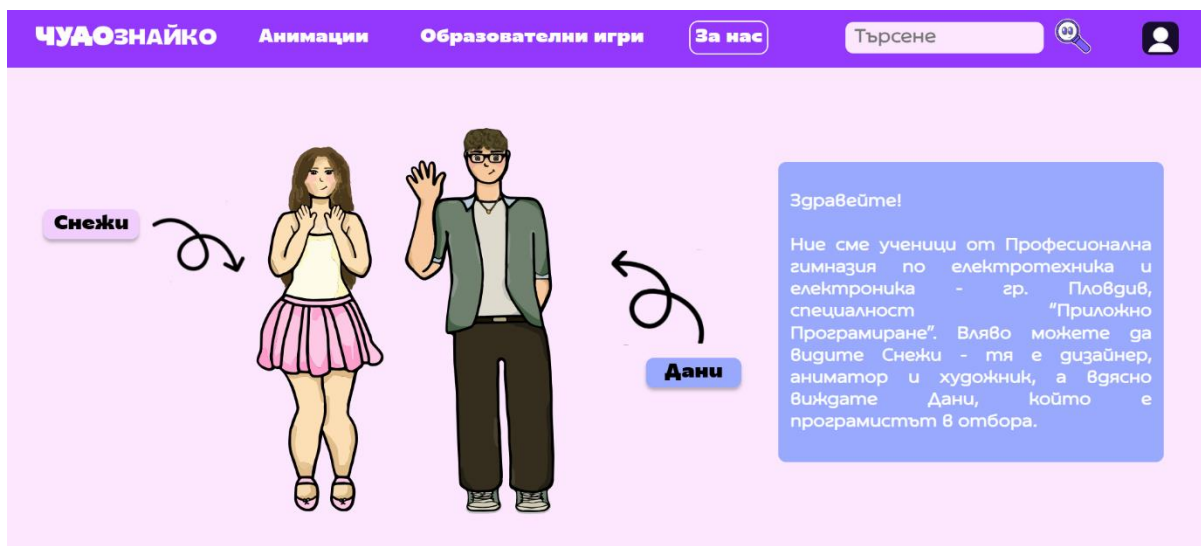 ЧУДОЗНАЙКО Анимации Образователни игри За нас Търсене
Снежи
Дани
Здравейте!
Ние сме ученици от Професионална
гимназия по електротехника и
електроника - гр. Пловдив,
специалност "Приложно
Програмиране". Вляво можете да
видите Снежи - тя е дизайнер,
аниматор и художник, а вдясно
виждате Дани, който е
програмистът в отбора.